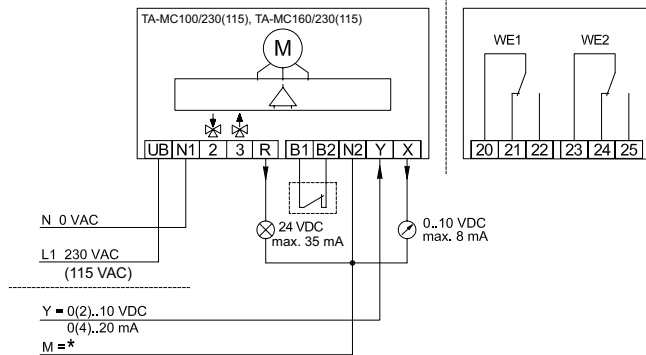 TA-MC100/230(115), TA-MC160/230(115)
M
WE1 WE2
UB N1 2 3 R B1 B2 N2 Y X
20 21 22 23 24 25
N 0 VAC
24 VDC
max. 35 mA
0..10 VDC
max. 8 mA
L1 230 VAC
(115 VAC)
Y = 0(2)..10 VDC
0(4)..20 mA
M =*